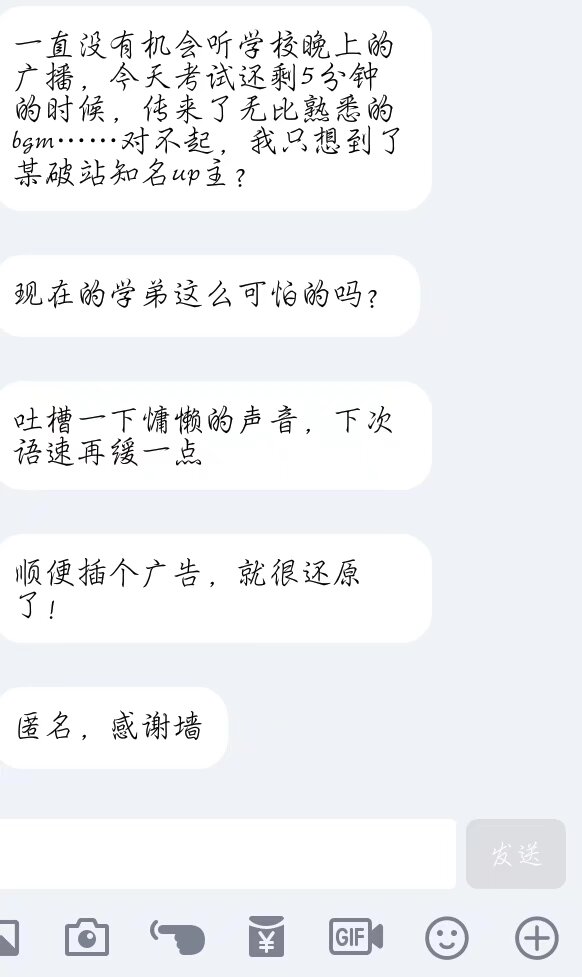 一直没有机会听学校晚上的
广播，今天考试还剩5分钟
的时候，传来了无比熟悉的
bgm……对不起，我只想到了
某破站知名up主？
现在的学弟这么可怕的吗？
吐槽一下慵懒的声音，下次
语速再缓一点
顺便插个广告，就很还原
了！
匿名，感谢墙
发送
GIF